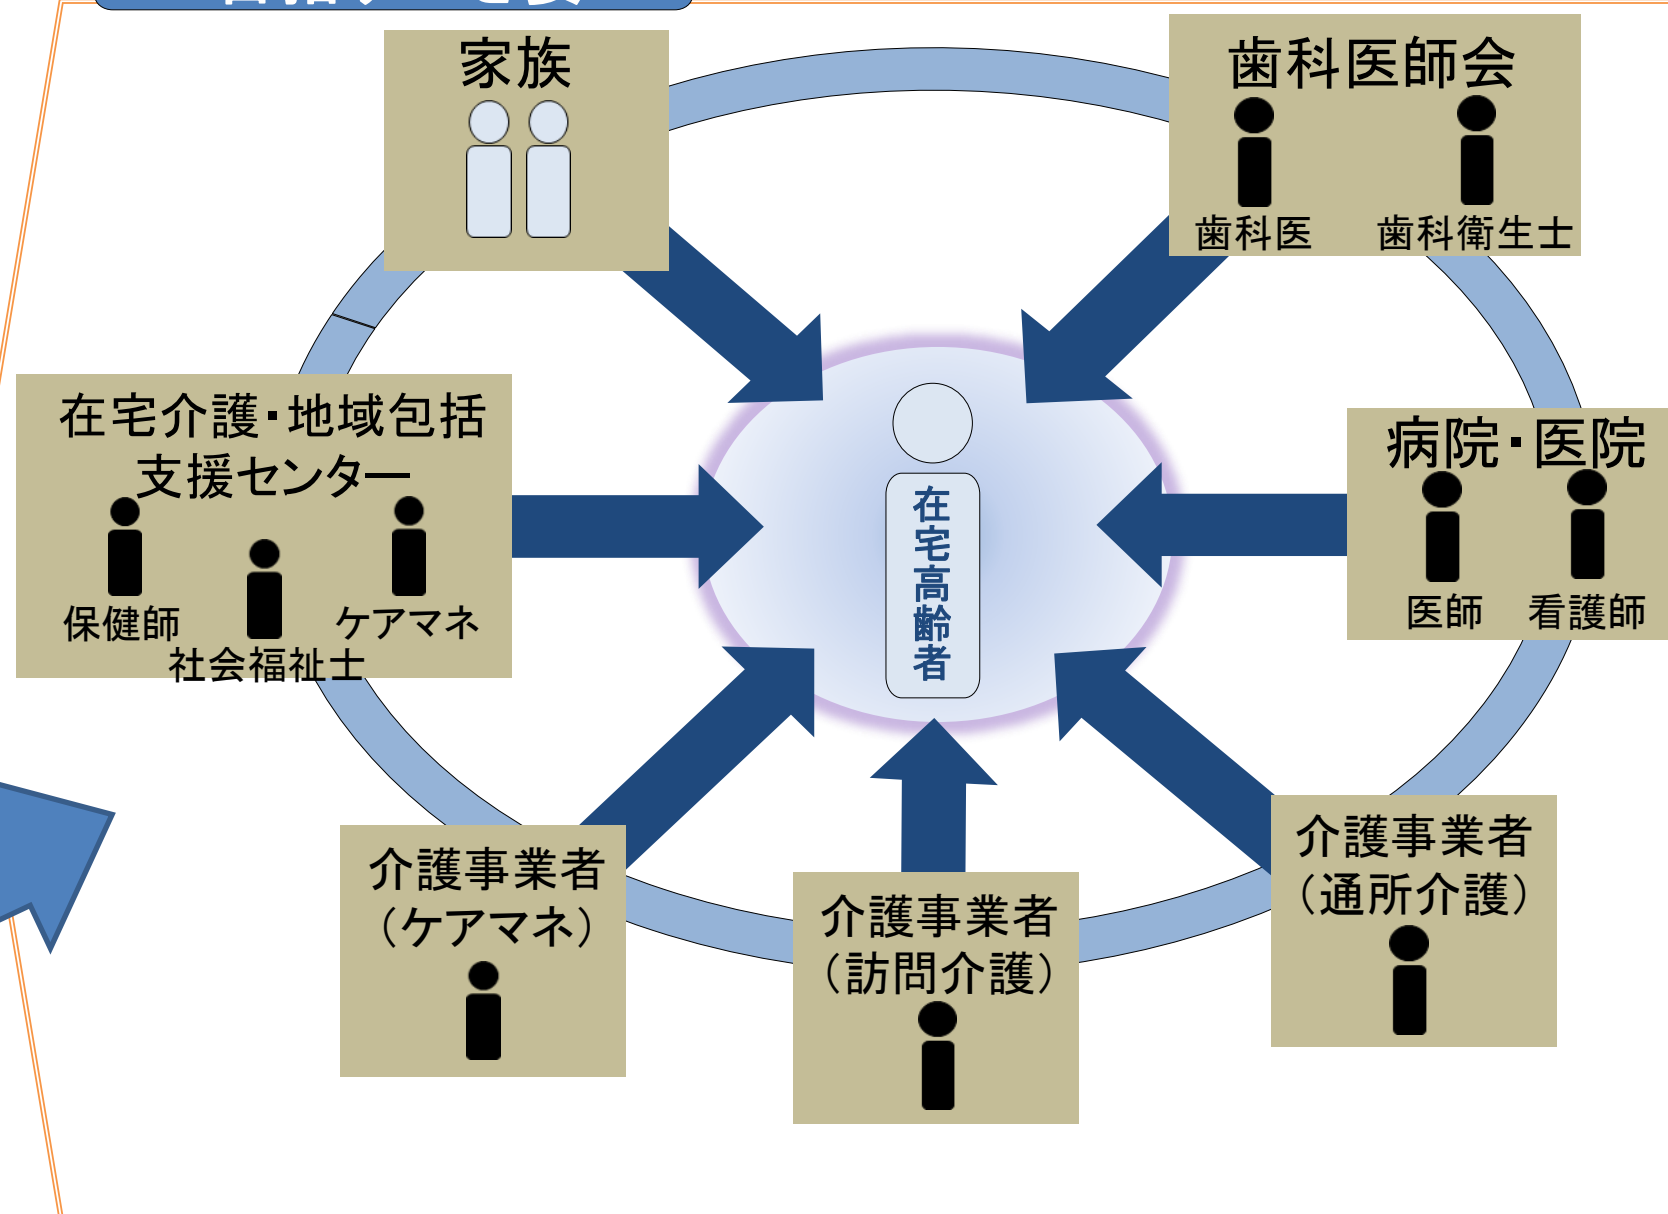 家族
歯科医師会
歯科医
歯科衛生士
在宅介護・地域包括
支援センター
保健師
社会福祉士
ケアマネ
在宅高齢者
病院・医院
医師
看護師
介護事業者
（ケアマネ）
介護事業者
（訪問介護）
介護事業者
（通所介護）